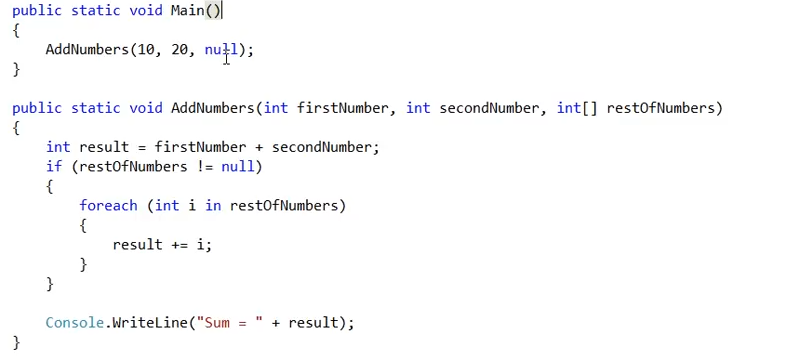 public static void Main()
{
    AddNumbers(10, 20, null);
}
public static void AddNumbers(int firstNumber, int secondNumber, int[] restOfNumbers)
{
    int result = firstNumber + secondNumber;
    if (restOfNumbers != null)
    {
        foreach (int i in restOfNumbers)
        {
            result += i;
        }
    }
    Console.WriteLine("Sum = " + result);
}